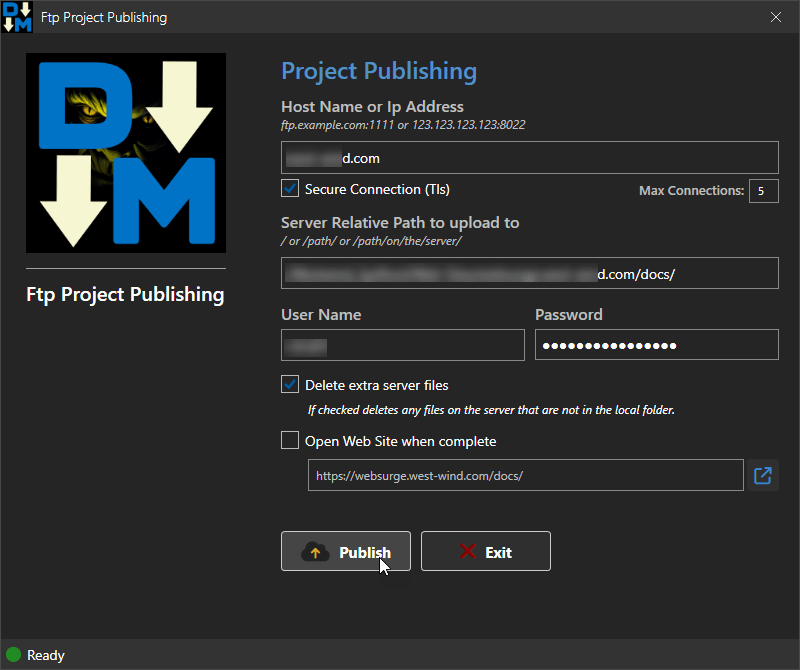 Ftp Project Publishing
DM
Project Publishing
Host Name or Ip Address
ftp.example.com:1111 or 123.123.123.123:8022
d.com
Secure Connection (Tls)
Max Connections: 5
Server Relative Path to upload to
/ or /path/ or /path/on/the/server/
d.com/docs/
Ftp Project Publishing
User Name
Password
●●●●●●●●●●●●●●●●
Delete extra server files
If checked deletes any files on the server that are not in the local folder.
Open Web Site when complete
https://websurge.west-wind.com/docs/
Publish
Exit
Ready